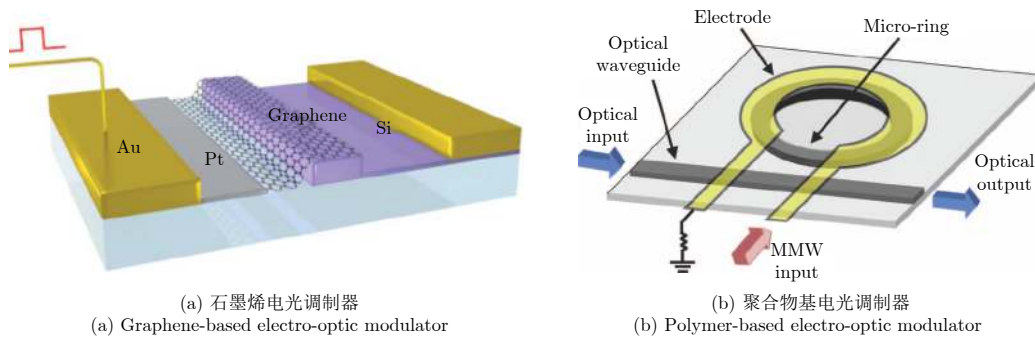 Au
Pt
Graphene
Si
(a) 石墨烯电光调制器
(a) Graphene-based electro-optic modulator
Electrode
Micro-ring
Optical
waveguide
Optical
input
Optical
output
MMW
input
(b) 聚合物基电光调制器
(b) Polymer-based electro-optic modulator